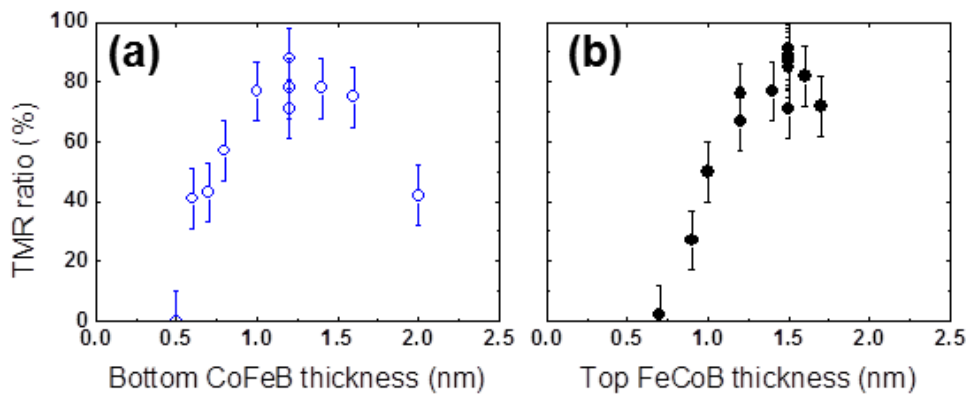 100
80
60
40
20
0
TMR ratio (%)
(a)
(b)
0.0 0.5 1.0 1.5 2.0 2.5
0.0 0.5 1.0 1.5 2.0 2.5
Bottom CoFeB thickness (nm)
Top FeCoB thickness (nm)